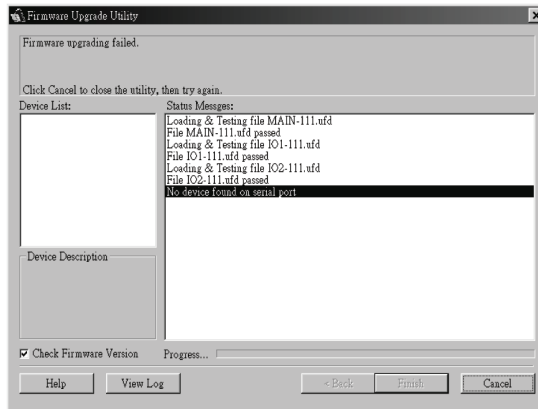 Firmware Upgrade Utility
Firmware upgrading failed.
Click Cancel to close the utility, then try again.
Device List:
Status Messges:
Loading & Testing file MAIN-111.ufd
File MAIN-111.ufd passed
Loading & Testing file IO1-111.ufd
File IO1-111.ufd passed
Loading & Testing file IO2-111.ufd
File IO2-111.ufd passed
No device found on serial port
Device Description
Check Firmware Version
Progress...
Help
View Log
< Back
Finish
Cancel